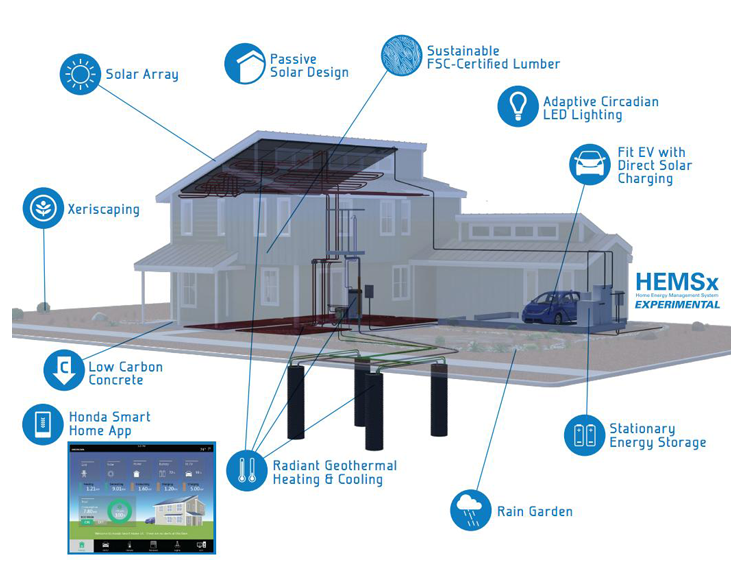 Solar Array
Passive
Solar Design
Sustainable
FSC-Certified Lumber
Adaptive Circadian
LED Lighting
Fit EV with
Direct Solar
Charging
Xeriscaping
HEMSx
Home Energy Management System
EXPERIMENTAL
Low Carbon
Concrete
Honda Smart
Home App
Radiant Geothermal
Heating & Cooling
Stationary
Energy Storage
Rain Garden